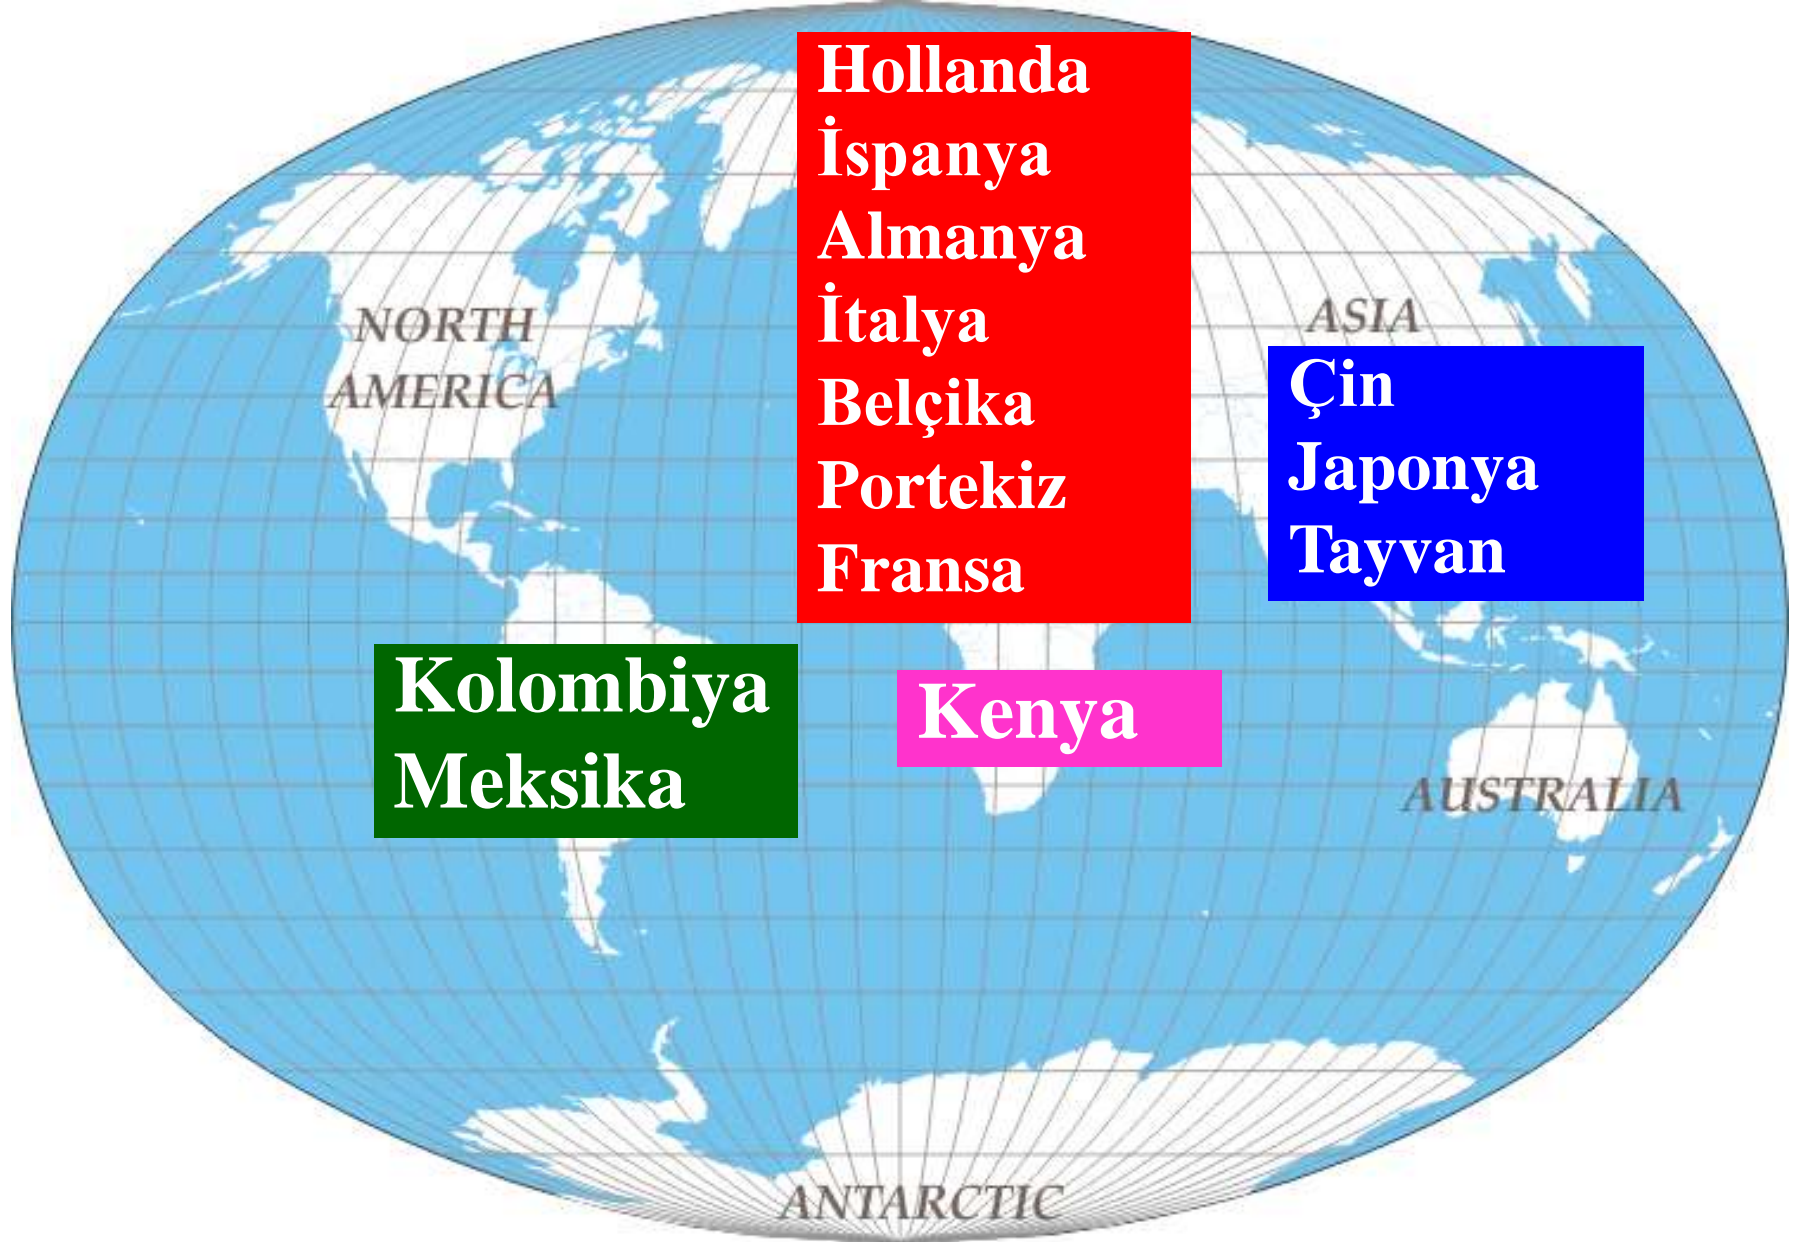 Hollanda
İspanya
Almanya
İtalya
Belçika
Portekiz
Fransa
NORTH
AMERICA
ASIA
Çin
Japonya
Tayvan
Kolombiya
Meksika
Kenya
AUSTRALIA
ANTARCTIC